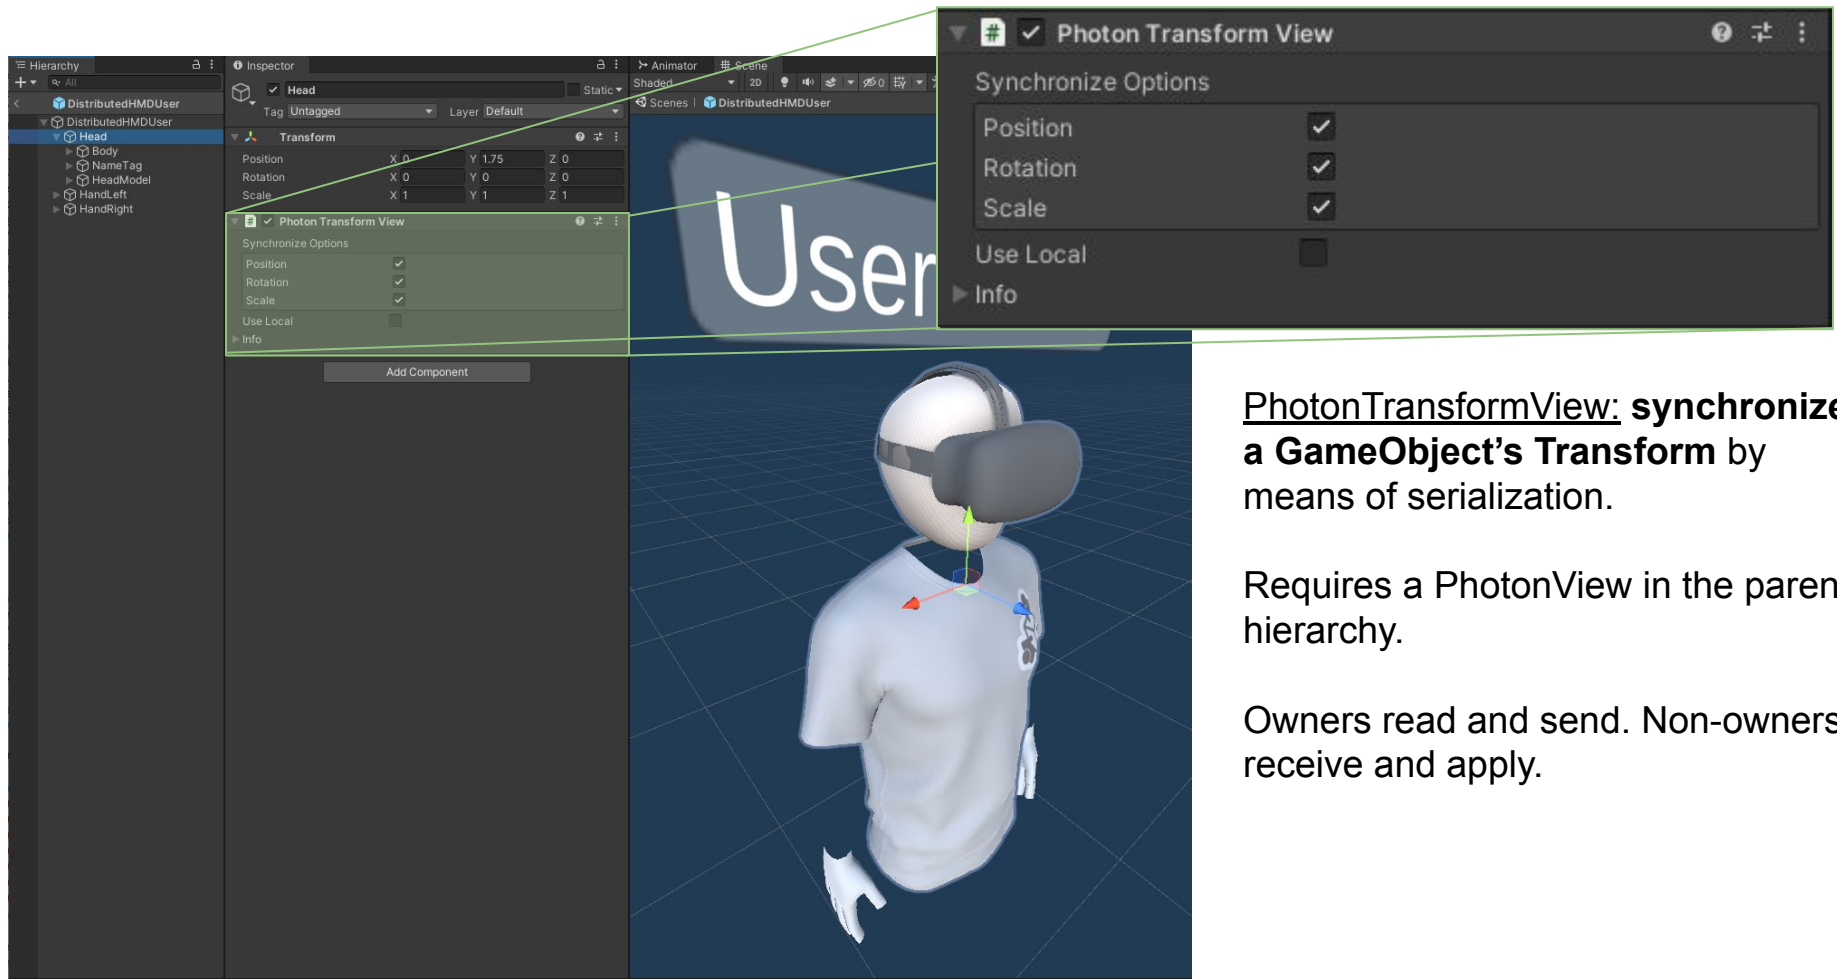 Hierarchy
All
DistributedHMDUser
DistributedHMDUser
Head
Body
NameTag
HeadModel
HandLeft
HandRight
Inspector
Head
Static
Tag Untagged Layer Default
Transform
Position X 0 Y 1.75 Z 0
Rotation X 0 Y 0 Z 0
Scale X 1 Y 1 Z 1
Photon Transform View
Synchronize Options
Position
Rotation
Scale
Use Local
Info
Add Component
Animator Scene
Shaded 2D 0
Scenes | DistributedHMDUser
User
Photon Transform View
Synchronize Options
Position
Rotation
Scale
Use Local
Info
PhotonTransformView: synchronize
a GameObject’s Transform by
means of serialization.
Requires a PhotonView in the paren
hierarchy.
Owners read and send. Non-owners
receive and apply.